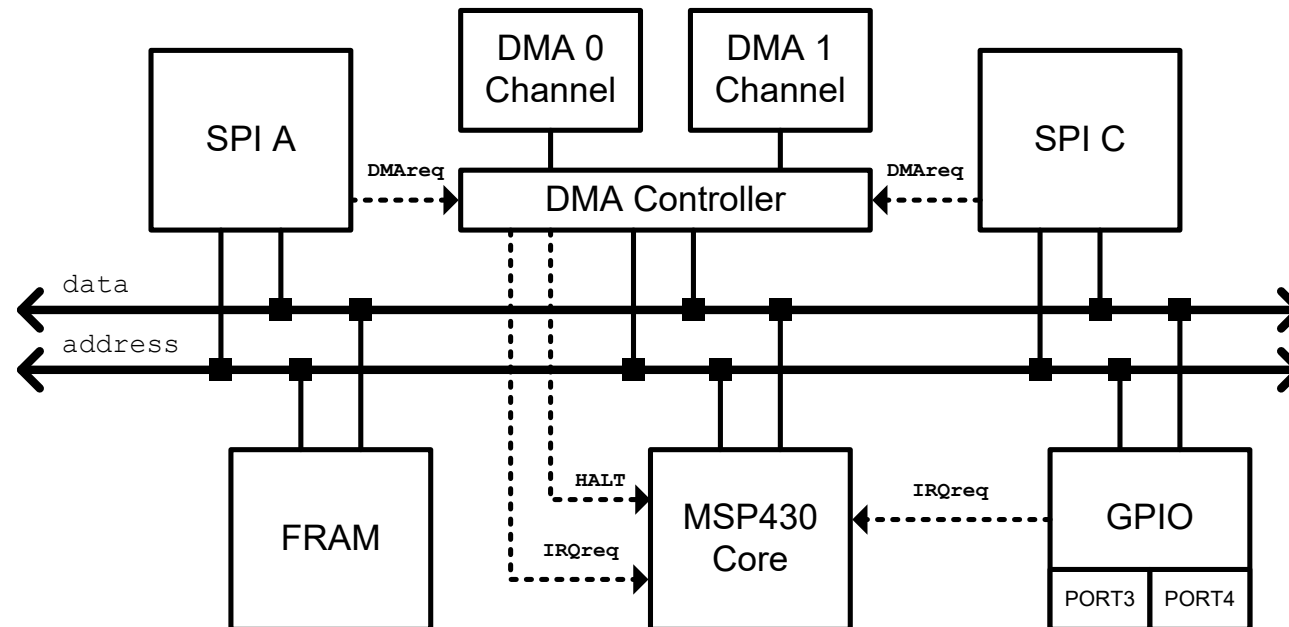 DMA 0
Channel
DMA 1
Channel
SPI A
SPI C
DMAreq
DMA Controller
DMAreq
data
address
HALT
IRQreq
IRQreq
FRAM
MSP430
Core
GPIO
PORT3
PORT4